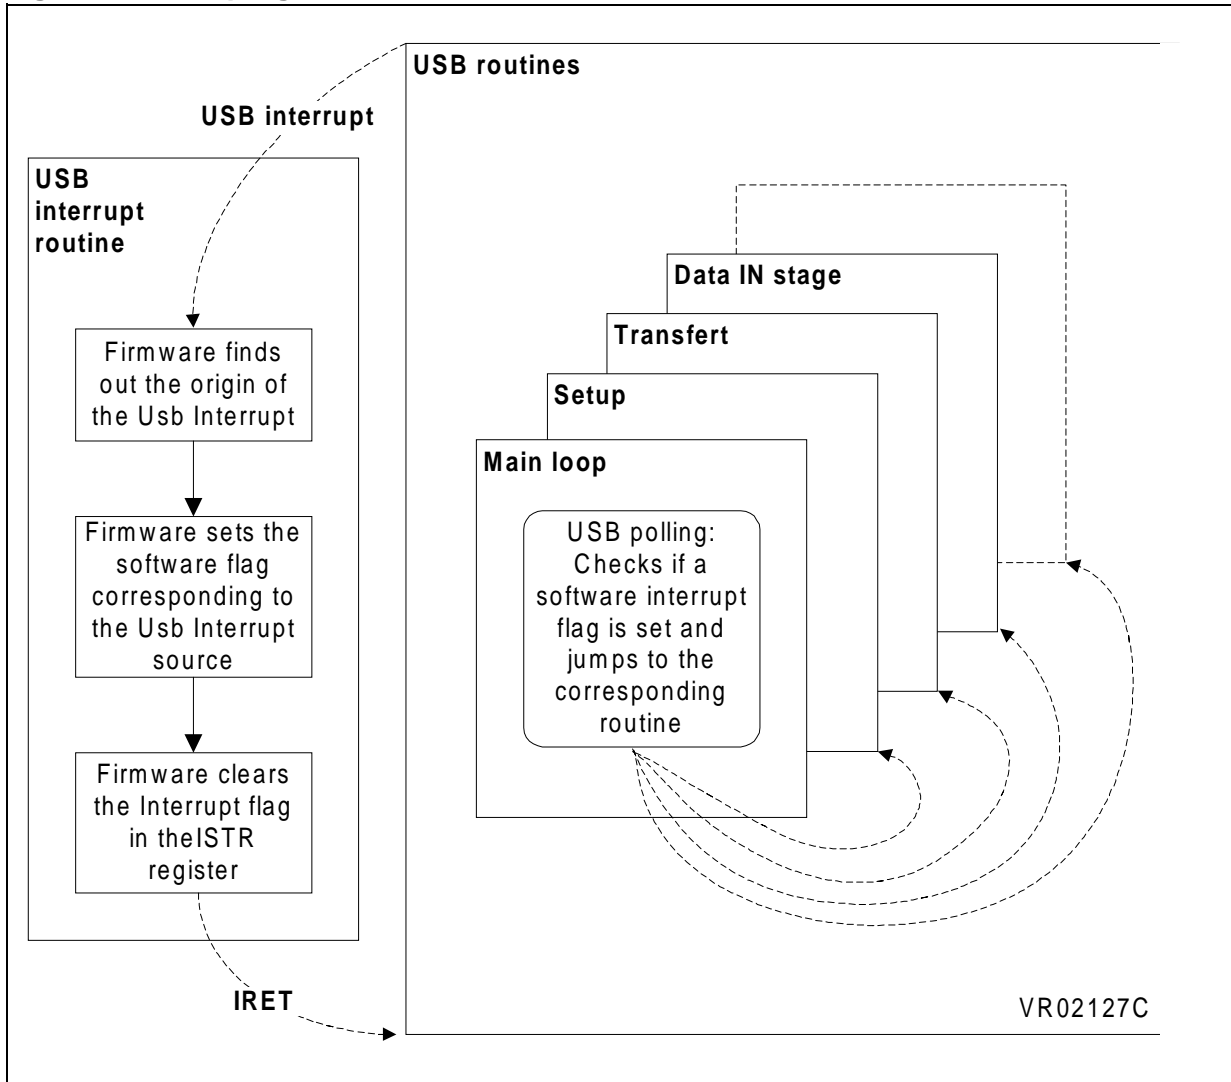 USB routines
USB interrupt
USB
interrupt
routine
Firmware finds
out the origin of
the Usb Interrupt
Firmware sets the
software flag
corresponding to
the Usb Interrupt
source
Firmware clears
the Interrupt flag
in theISTR
register
IRET
Data IN stage
Transfert
Setup
Main loop
USB polling:
Checks if a
software interrupt
flag is set and
jumps to the
corresponding
routine
VR02127C